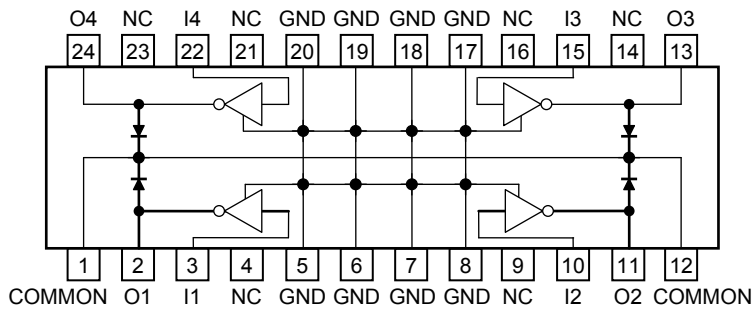 O4 NC I4 NC GND GND GND GND NC I3 NC O3
24 23 22 21 20 19 18 17 16 15 14 13
1 2 3 4 5 6 7 8 9 10 11 12
COMMON O1 I1 NC GND GND GND GND NC I2 O2 COMMON